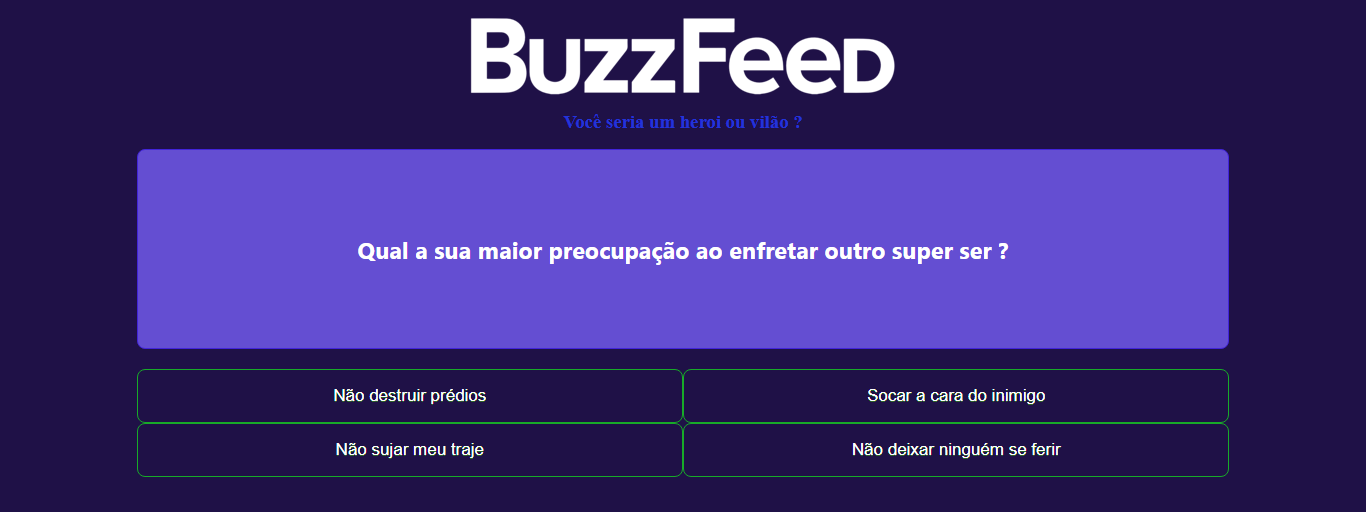 BuzzFeed
Você seria um heroi ou vilão ?
Qual a sua maior preocupação ao enfretar outro super ser ?
Não destruir prédios
Socar a cara do inimigo
Não sujar meu traje
Não deixar ninguém se ferir